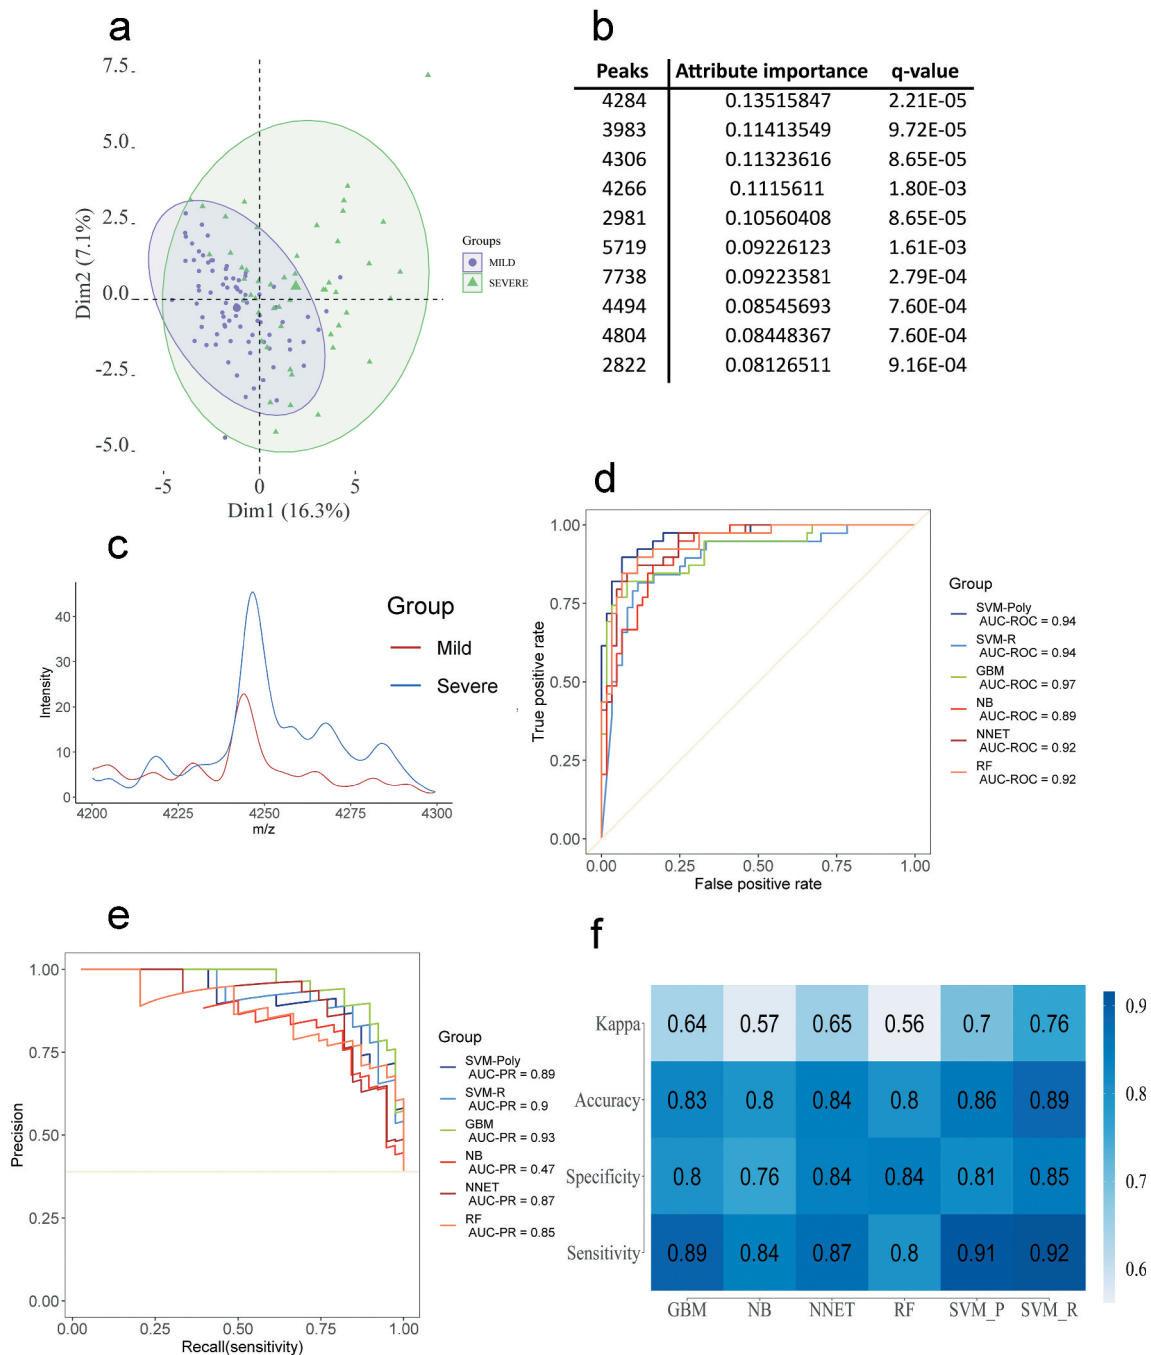 a
7.5
5.0
2.5
0.0
-2.5
-5.0
Dim2 (7.1%)
-5 0 5
Dim1 (16.3%)
Groups
MILD
SEVERE
b
Peaks Attribute importance q-value
4284 0.13515847 2.21E-05
3983 0.11413549 9.72E-05
4306 0.11323616 8.65E-05
4266 0.1115611 1.80E-03
2981 0.10560408 8.65E-05
5719 0.09226123 1.61E-03
7738 0.09223581 2.79E-04
4494 0.08545693 7.60E-04
4804 0.08448367 7.60E-04
2822 0.08126511 9.16E-04
c
40
30
20
10
0
Intensity
4200 4225 4250 4275 4300
m/z
Group
Mild
Severe
,
d
1.00
0.75
0.50
0.25
0.00
True positive rate
0.00 0.25 0.50 0.75 1.00
False positive rate
Group
SVM-Poly
AUC-ROC = 0.94
SVM-R
AUC-ROC = 0.94
GBM
AUC-ROC = 0.97
NB
AUC-ROC = 0.89
NNET
AUC-ROC = 0.92
RF
AUC-ROC = 0.92
e
1.00
0.75
0.50
0.25
0.00
Precision
0.00 0.25 0.50 0.75 1.00
Recall(sensitivity)
Group
SVM-Poly
AUC-PR = 0.89
SVM-R
AUC-PR = 0.9
GBM
AUC-PR = 0.93
NB
AUC-PR = 0.47
NNET
AUC-PR = 0.87
RF
AUC-PR = 0.85
f
Kappa 0.64 0.57 0.65 0.56 0.7 0.76
Accuracy 0.83 0.8 0.84 0.8 0.86 0.89
Specificity 0.8 0.76 0.84 0.84 0.81 0.85
Sensitivity 0.89 0.84 0.87 0.8 0.91 0.92
GBM NB NNET RF SVM_P SVM_R
0.9
0.8
0.7
0.6